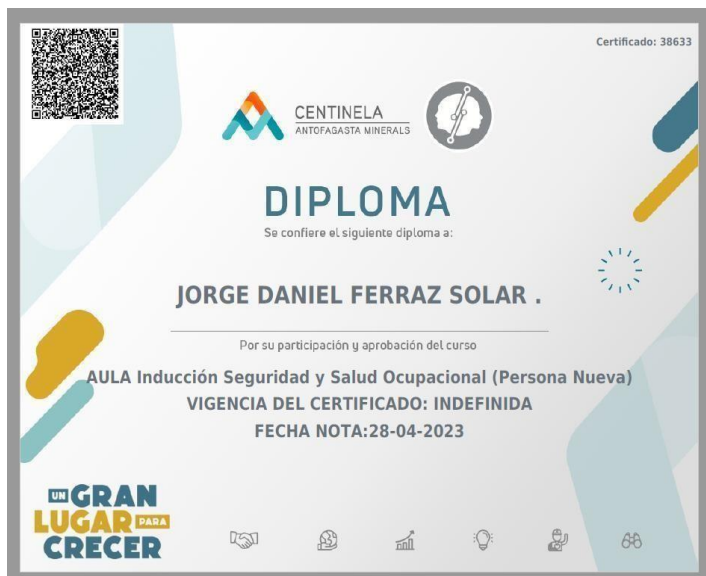 Certificado: 38633
CENTINELA
ANTOFAGASTA MINERALS
DIPLOMA
Se confiere el siguiente diploma a:
JORGE DANIEL FERRAZ SOLAR .
Por su participación y aprobación del curso
AULA Inducción Seguridad y Salud Ocupacional (Persona Nueva)
VIGENCIA DEL CERTIFICADO: INDEFINIDA
FECHA NOTA:28-04-2023
UN GRAN
LUGAR PARA
CRECER